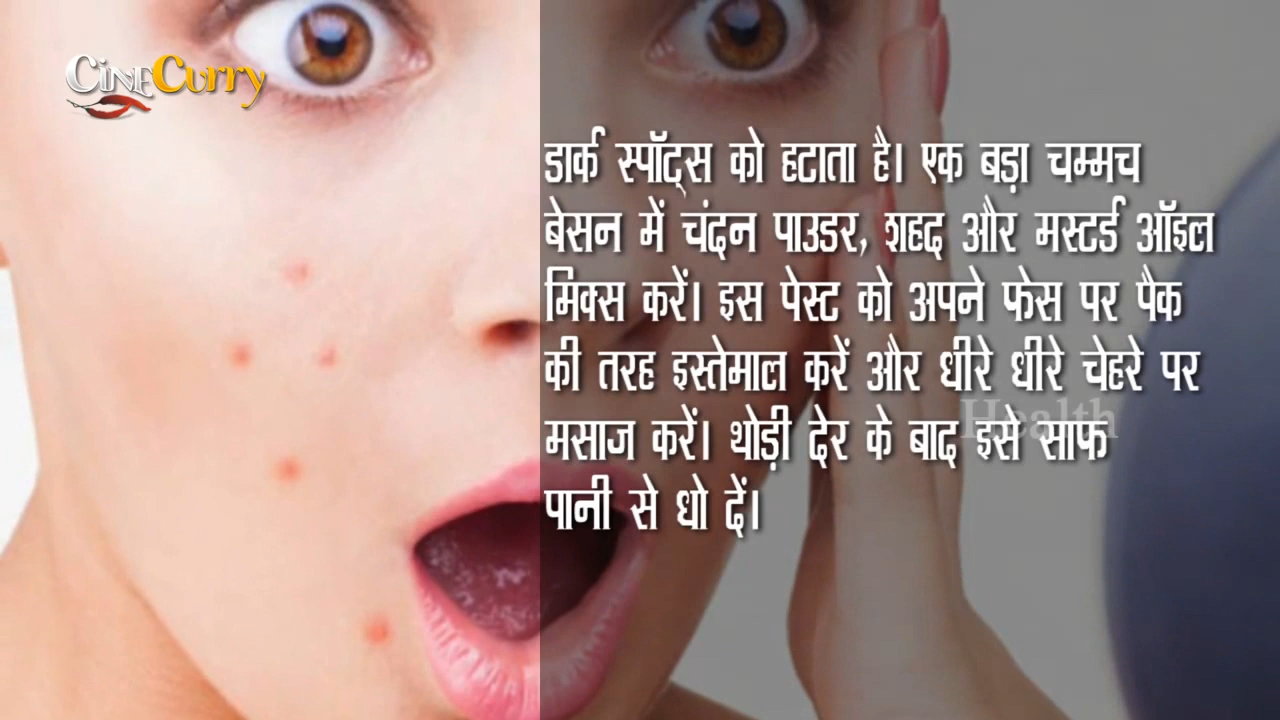 CineCurry
डार्क स्पॉट्स को हटाता है। एक बड़ा चम्मच
बेसन में चंदन पाउडर, शहद और मस्टर्ड ऑइल
मिक्स करें। इस पेस्ट को अपने फेस पर पैक
की तरह इस्तेमाल करें और धीरे धीरे चेहरे पर
मसाज करें। थोड़ी देर के बाद इसे साफ
पानी से धो दें।
Health